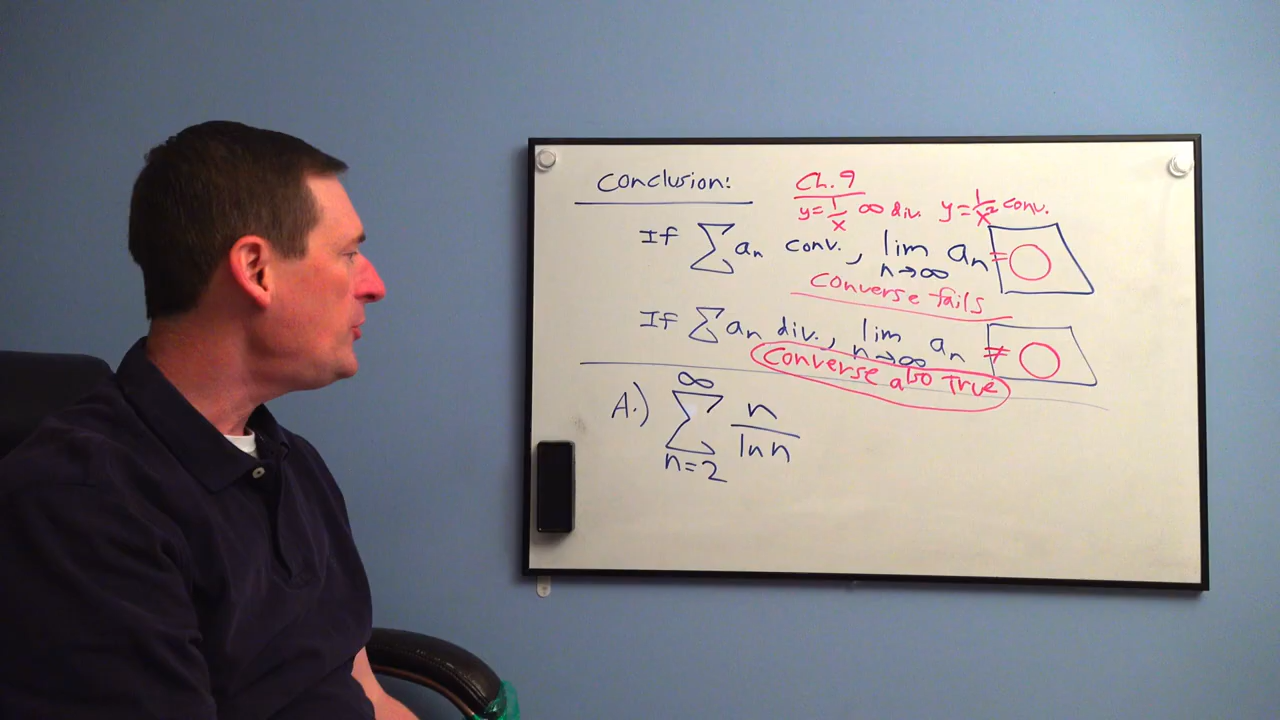 Conclusion:
Ch. 9
y = 1/x ∞ div. y = 1/x² conv.
If ∑ aₙ conv., lim n→∞ aₙ = 0
Converse fails
If ∑ aₙ div., lim n→∞ aₙ ≠ 0
Converse also True
A.) ∑ n=2 ∞ n/ln n